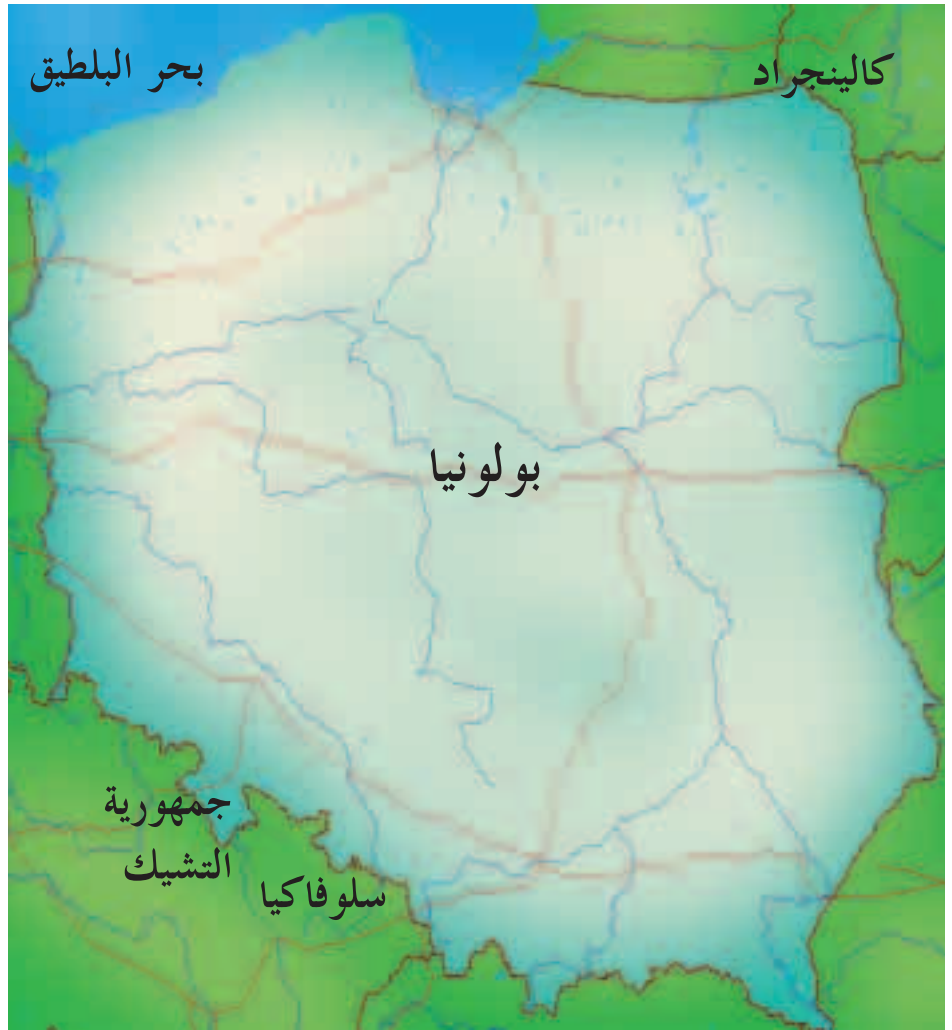 بحر البلطيق
كالينجراد
بولونيا
جمهورية
التشيك
سلوفاكيا